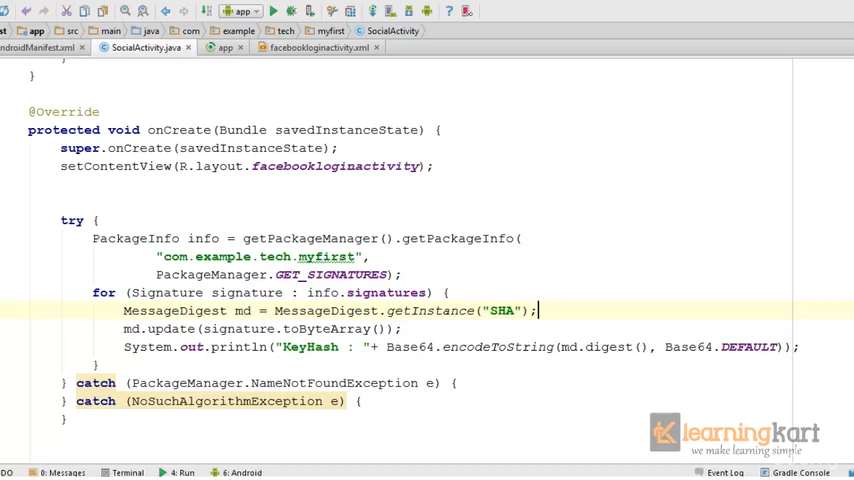 app
st app src main java com example tech myfirst SocialActivity
ndroidManifest.xml SocialActivity.java app facebookloginactivity.xml
}
}
@Override
protected void onCreate(Bundle savedInstanceState) {
super.onCreate(savedInstanceState);
setContentView(R.layout.facebookloginactivity);
try {
PackageInfo info = getPackageManager().getPackageInfo(
"com.example.tech.myfirst",
PackageManager.GET_SIGNATURES);
for (Signature signature : info.signatures) {
MessageDigest md = MessageDigest.getInstance("SHA");
md.update(signature.toByteArray());
System.out.println("KeyHash : "+ Base64.encodeToString(md.digest(), Base64.DEFAULT));
}
} catch (PackageManager.NameNotFoundException e) {
} catch (NoSuchAlgorithmException e) {
}
learningkart
we make learning simple
ODO 0: Messages Terminal 4: Run 6: Android Event Log Gradle Console